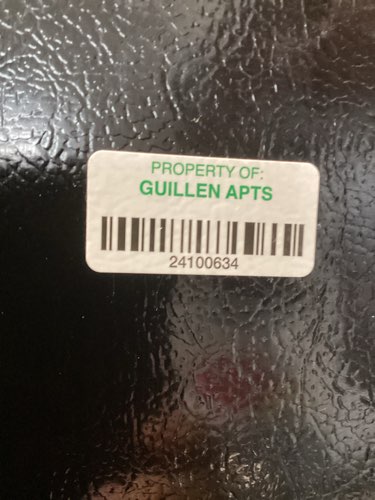 PROPERTY OF:
GUILLEN APTS
24100634